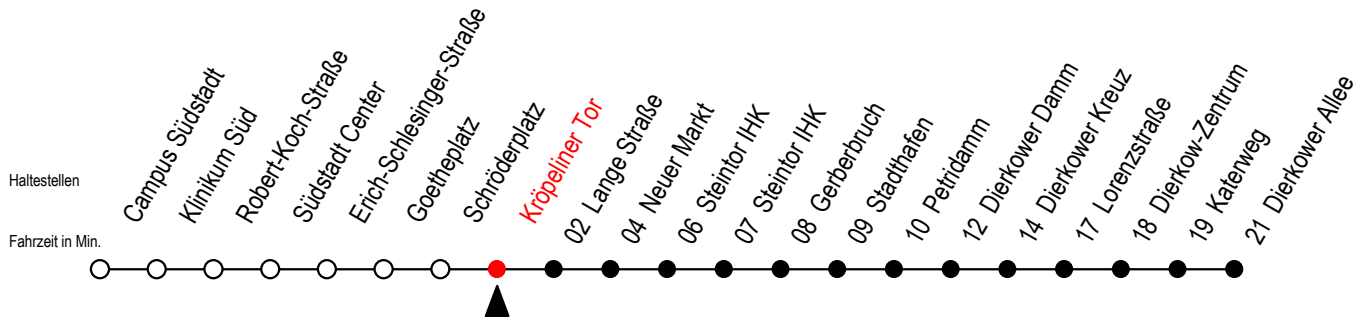 Haltestellen
Fahrzeit in Min.
Campus Südstadt
Klinikum Süd
Robert-Koch-Straße
Südstadt Center
Erich-Schlesinger-Straße
Goetheplatz
Schröderplatz
Kröpeliner Tor
02 Lange Straße
04 Neuer Markt
06 Steintor IHK
07 Steintor IHK
08 Gerberbruch
09 Stadthafen
10 Petridamm
12 Dierkower Damm
14 Dierkower Kreuz
17 Lorenzstraße
18 Dierkow-Zentrum
19 Katerweg
21 Dierkower Allee